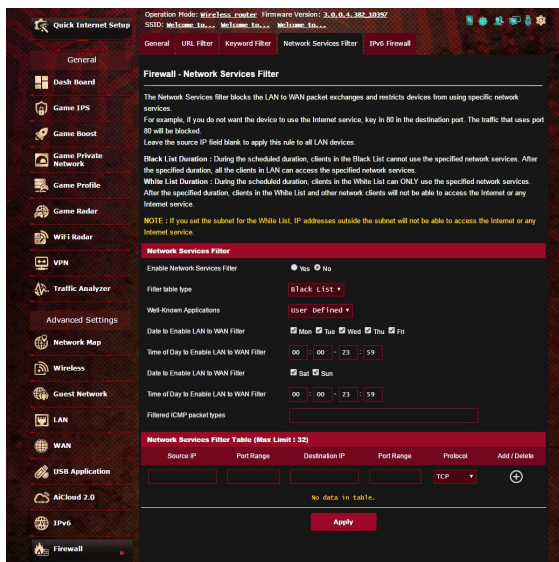 Operation Mode: Wireless router Firmware Version: 3.0.0.4.382_10397
SSID: Welcome to... Welcome to... Welcome to...
Quick Internet Setup
General URL Filter Keyword Filter Network Services Filter IPv6 Firewall
General
Dash Board
Game IPS
Game Boost
Game Private
Network
Game Profile
Game Radar
WiFi Radar
VPN
Traffic Analyzer
Advanced Settings
Network Map
Wireless
Guest Network
LAN
WAN
USB Application
AiCloud 2.0
IPv6
Firewall
Firewall - Network Services Filter
The Network Services filter blocks the LAN to WAN packet exchanges and restricts devices from using specific network
services.
For example, if you do not want the device to use the Internet service, key in 80 in the destination port. The traffic that uses port
80 will be blocked.
Leave the source IP field blank to apply this rule to all LAN devices.
Black List Duration : During the scheduled duration, clients in the Black List cannot use the specified network services. After
the specified duration, all the clients in LAN can access the specified network services.
White List Duration : During the scheduled duration, clients in the White List can ONLY use the specified network services.
After the specified duration, clients in the White List and other network clients will not be able to access the Internet or any
Internet service.
NOTE : If you set the subnet for the White List, IP addresses outside the subnet will not be able to access the Internet or any
Internet service.
Network Services Filter
Enable Network Services Filter Yes No
Filter table type Black List
Well-Known Applications User Defined
Date to Enable LAN to WAN Filter Mon Tue Wed Thu Fri
Time of Day to Enable LAN to WAN Filter 00 : 00 - 23 : 59
Date to Enable LAN to WAN Filter Sat Sun
Time of Day to Enable LAN to WAN Filter 00 : 00 - 23 : 59
Filtered ICMP packet types
Network Services Filter Table (Max Limit : 32)
Source IP Port Range Destination IP Port Range Protocol Add / Delete
TCP
No data in table.
Apply